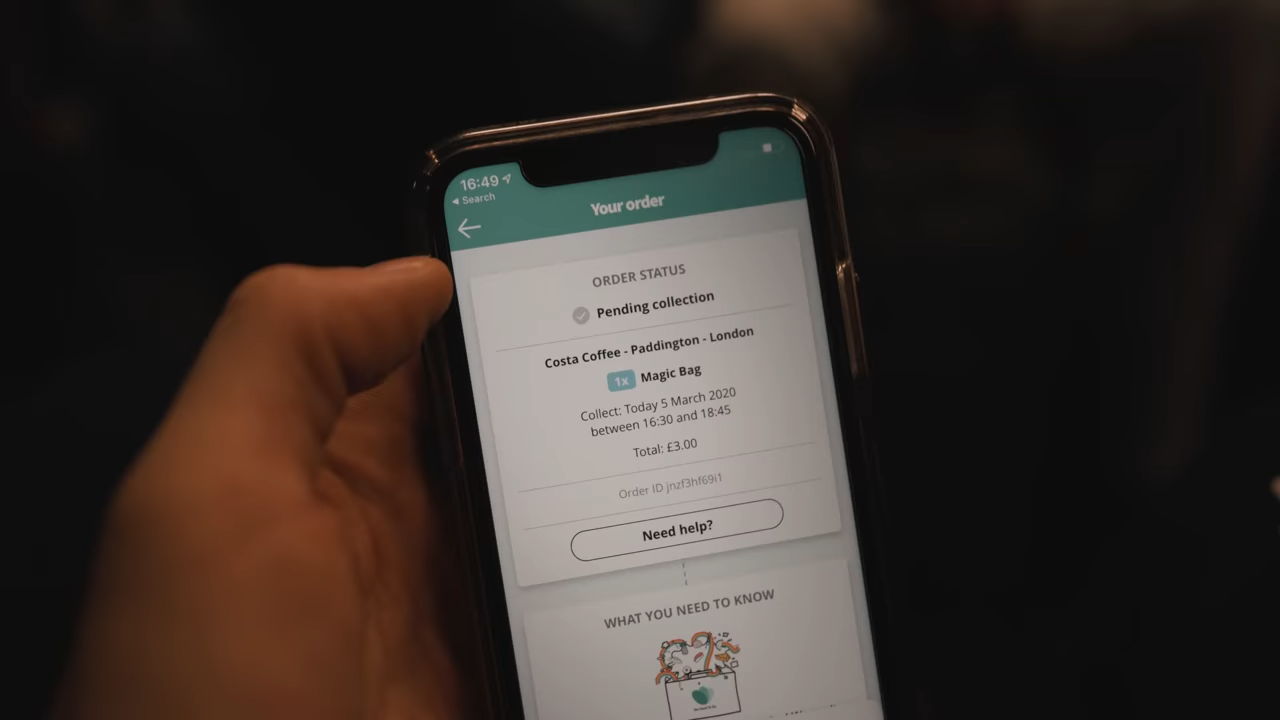 16:49
Search
Your order
ORDER STATUS
Pending collection
Costa Coffee - Paddington - London
1x Magic Bag
Collect: Today 5 March 2020
between 16:30 and 18:45
Total: £3.00
Order ID jnzf3hf69i1
Need help?
WHAT YOU NEED TO KNOW